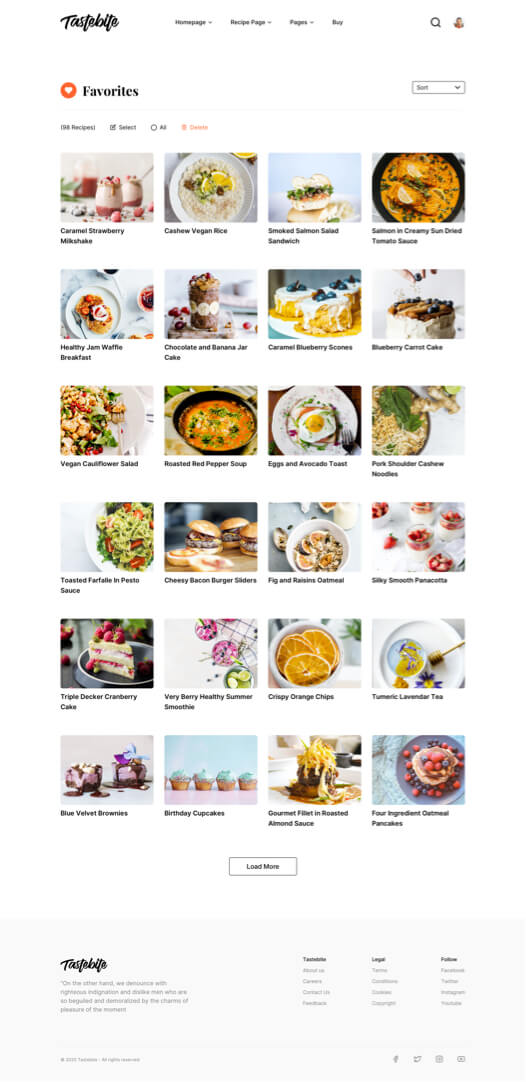 Tastebite
Homepage Recipe Page Pages Buy
Favorites
Sort
(98 Recipes) Select All Delete
Caramel Strawberry
Milkshake
Cashew Vegan Rice
Smoked Salmon Salad
Sandwich
Salmon in Creamy Sun Dried
Tomato Sauce
Healthy Jam Waffle
Breakfast
Chocolate and Banana Jar
Cake
Caramel Blueberry Scones
Blueberry Carrot Cake
Vegan Cauliflower Salad
Roasted Red Pepper Soup
Eggs and Avocado Toast
Pork Shoulder Cashew
Noodles
Toasted Farfalle In Pesto
Sauce
Cheesy Bacon Burger Sliders
Fig and Raisins Oatmeal
Silky Smooth Panacotta
Triple Decker Cranberry
Cake
Very Berry Healthy Summer
Smoothie
Crispy Orange Chips
Tumeric Lavendar Tea
Blue Velvet Brownies
Birthday Cupcakes
Gourmet Fillet in Roasted
Almond Sauce
Four Ingredient Oatmeal
Pancakes
Load More
Tastebite
"On the other hand, we denounce with
righteous indignation and dislike men who are
so beguiled and demoralized by the charms of
pleasure of the moment
Tastebite
About us
Careers
Contact Us
Feedback
Legal
Terms
Conditions
Cookies
Copyright
Follow
Facebook
Twitter
Instagram
Youtube
© 2020 Tastebite - All rights reserved